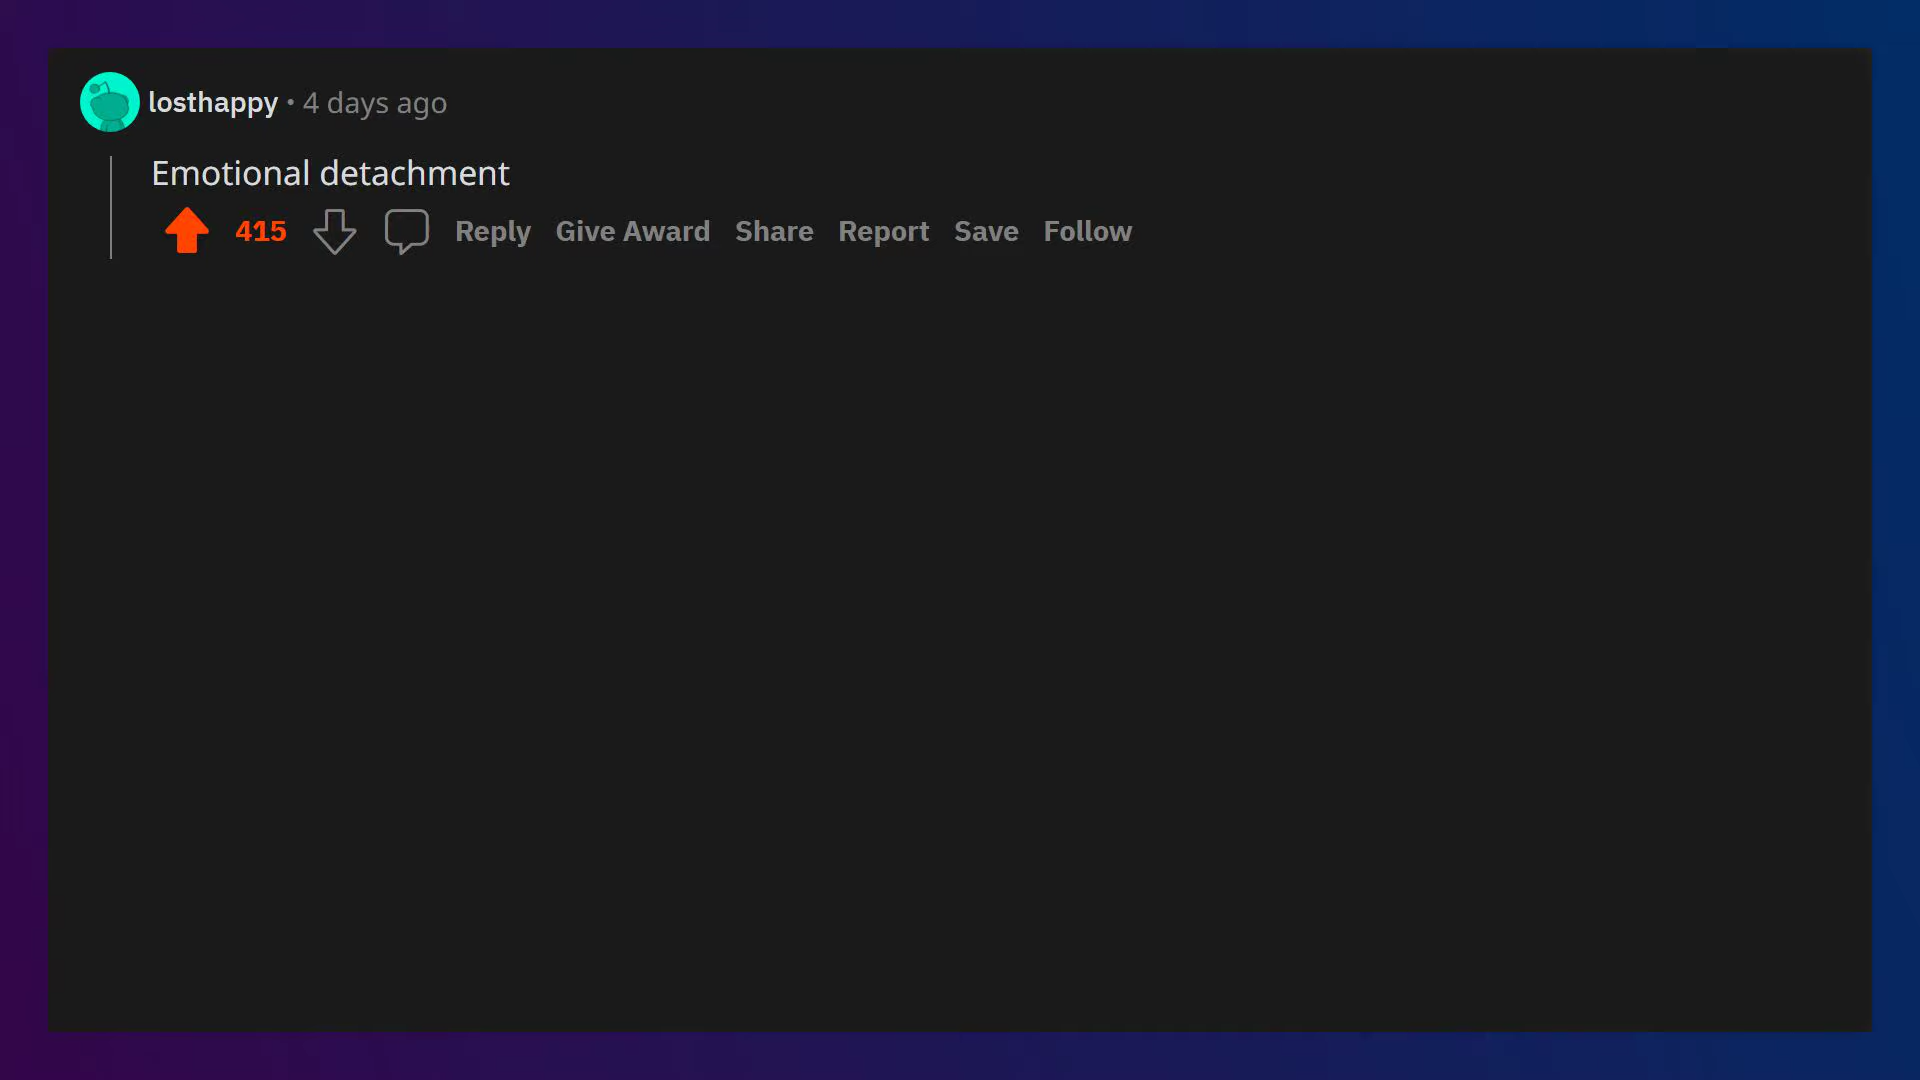 losthappy • 4 days ago
Emotional detachment
415 Reply Give Award Share Report Save Follow